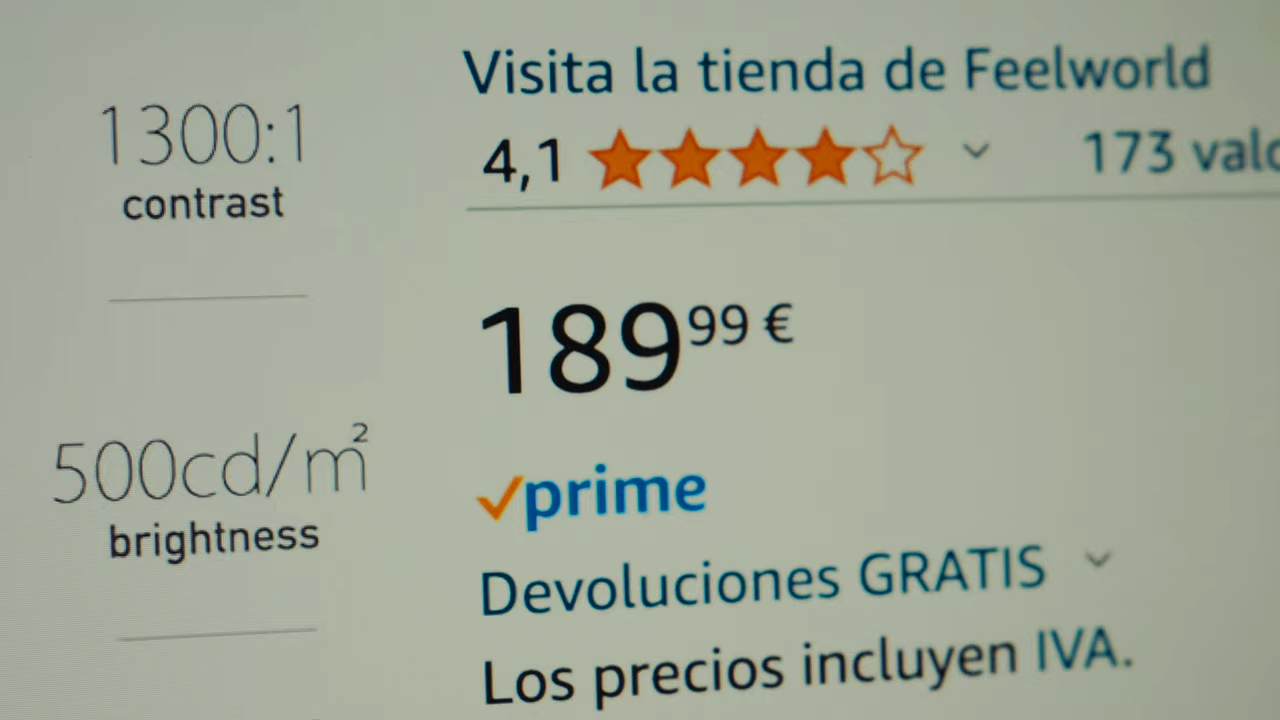 1300:1
contrast
500cd/m²
brightness
Visita la tienda de Feelworld
4,1
173
189⁹⁹ €
prime
Devoluciones GRATIS
Los precios incluyen IVA.